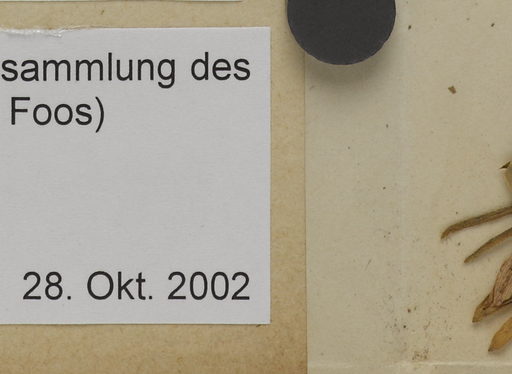 sammlung des
Foos)
28. Okt. 2002